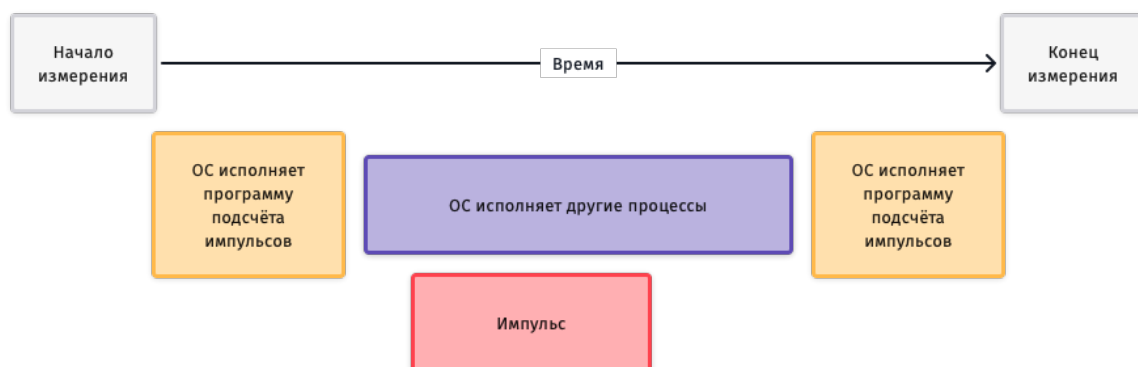 Начало
измерения
Время
Конец
измерения
ОС исполняет
программу
подсчёта
импульсов
ОС исполняет другие процессы
ОС исполняет
программу
подсчёта
импульсов
Импульс